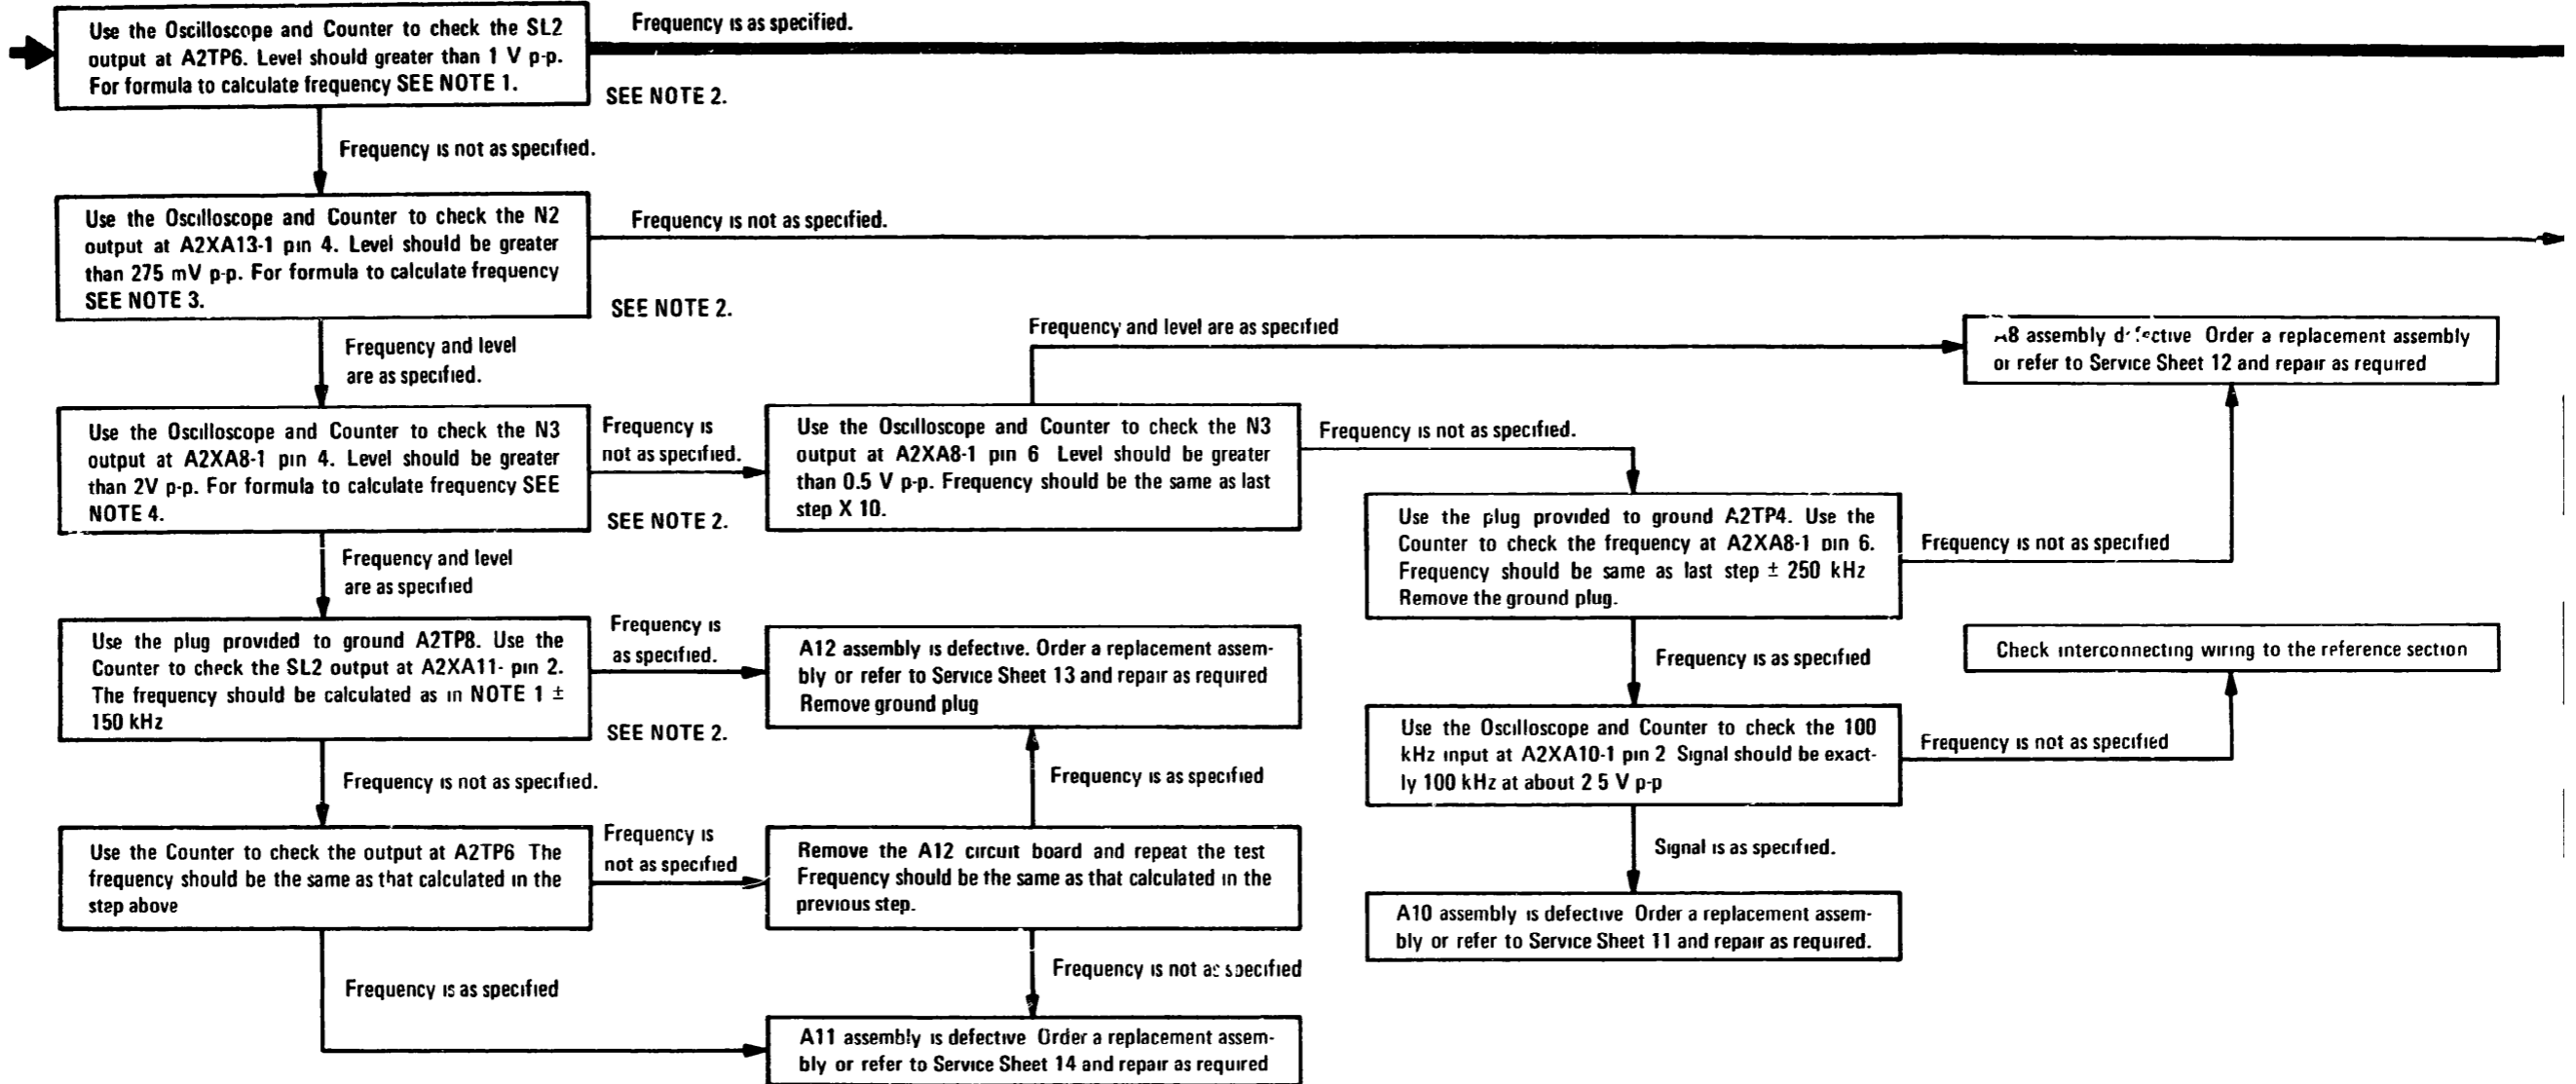 Use the Oscilloscope and Counter to check the SL2
output at A2TP6. Level should greater than 1 V p-p.
For formula to calculate frequency SEE NOTE 1.
Frequency is as specified.
SEE NOTE 2.
Frequency is not as specified.
Use the Oscilloscope and Counter to check the N2
output at A2XA13-1 pin 4. Level should be greater
than 275 mV p-p. For formula to calculate frequency
SEE NOTE 3.
Frequency is not as specified.
SEE NOTE 2.
Frequency and level
are as specified.
Use the Oscilloscope and Counter to check the N3
output at A2XA8-1 pin 4. Level should be greater
than 2V p-p. For formula to calculate frequency SEE
NOTE 4.
Frequency is
not as specified.
SEE NOTE 2.
Use the Oscilloscope and Counter to check the N3
output at A2XA8-1 pin 6 Level should be greater
than 0.5 V p-p. Frequency should be the same as last
step X 10.
Frequency and level are as specified
A8 assembly defective Order a replacement assembly
or refer to Service Sheet 12 and repair as required
Frequency is not as specified.
Use the plug provided to ground A2TP4. Use the
Counter to check the frequency at A2XA8-1 pin 6.
Frequency should be same as last step ± 250 kHz
Remove the ground plug.
Frequency is not as specified
Frequency is as specified
Check interconnecting wiring to the reference section
Use the Oscilloscope and Counter to check the 100
kHz input at A2XA10-1 pin 2 Signal should be exact-
ly 100 kHz at about 2 5 V p-p
Frequency is not as specified
Signal is as specified.
A10 assembly is defective Order a replacement assem-
bly or refer to Service Sheet 11 and repair as required.
Frequency and level
are as specified
Use the plug provided to ground A2TP8. Use the
Counter to check the SL2 output at A2XA11- pin 2.
The frequency should be calculated as in NOTE 1 ±
150 kHz
Frequency is
as specified.
SEE NOTE 2.
A12 assembly is defective. Order a replacement assem-
bly or refer to Service Sheet 13 and repair as required
Remove ground plug
Frequency is not as specified.
Frequency is as specified
Use the Counter to check the output at A2TP6 The
frequency should be the same as that calculated in the
step above
Frequency is
not as specified
Remove the A12 circuit board and repeat the test
Frequency should be the same as that calculated in the
previous step.
Frequency is as specified
Frequency is not as specified
A11 assembly is defective Order a replacement assem-
bly or refer to Service Sheet 14 and repair as required